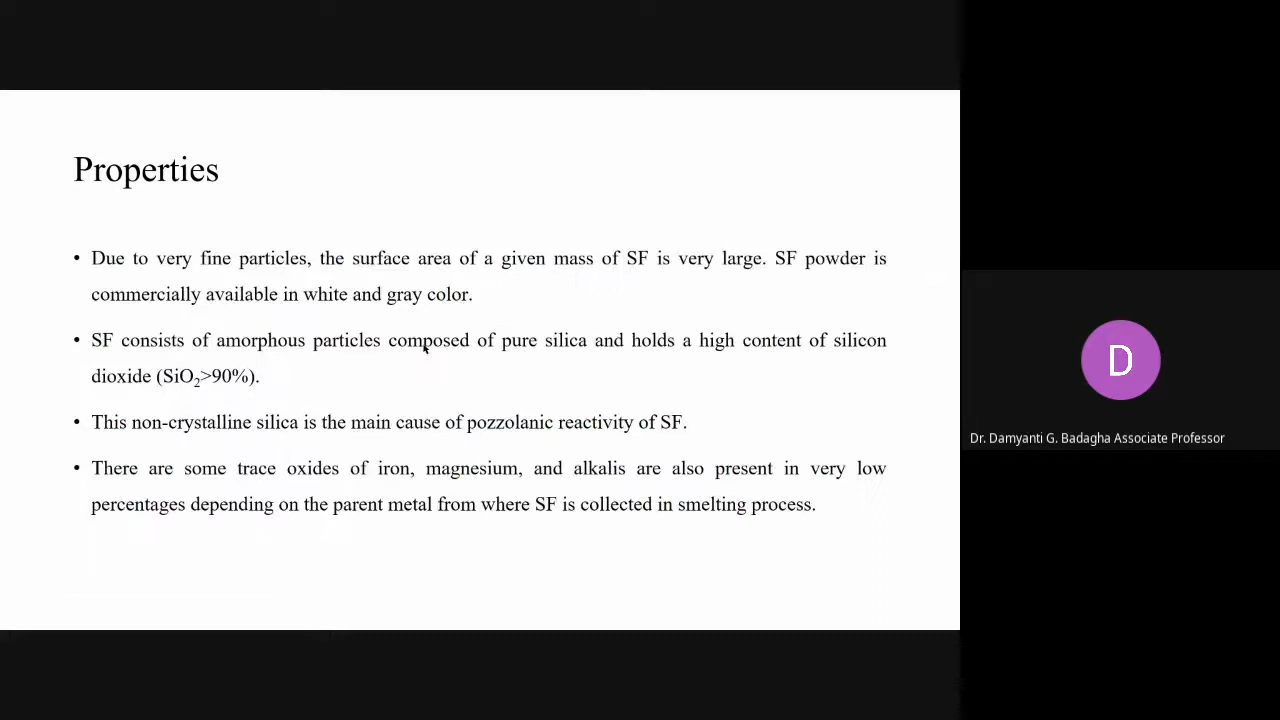 Properties
• Due to very fine particles, the surface area of a given mass of SF is very large. SF powder is
commercially available in white and gray color.
• SF consists of amorphous particles composed of pure silica and holds a high content of silicon
dioxide (SiO₂>90%).
• This non-crystalline silica is the main cause of pozzolanic reactivity of SF.
• There are some trace oxides of iron, magnesium, and alkalis are also present in very low
percentages depending on the parent metal from where SF is collected in smelting process.
D
Dr. Damyanti G. Badagha Associate Professor